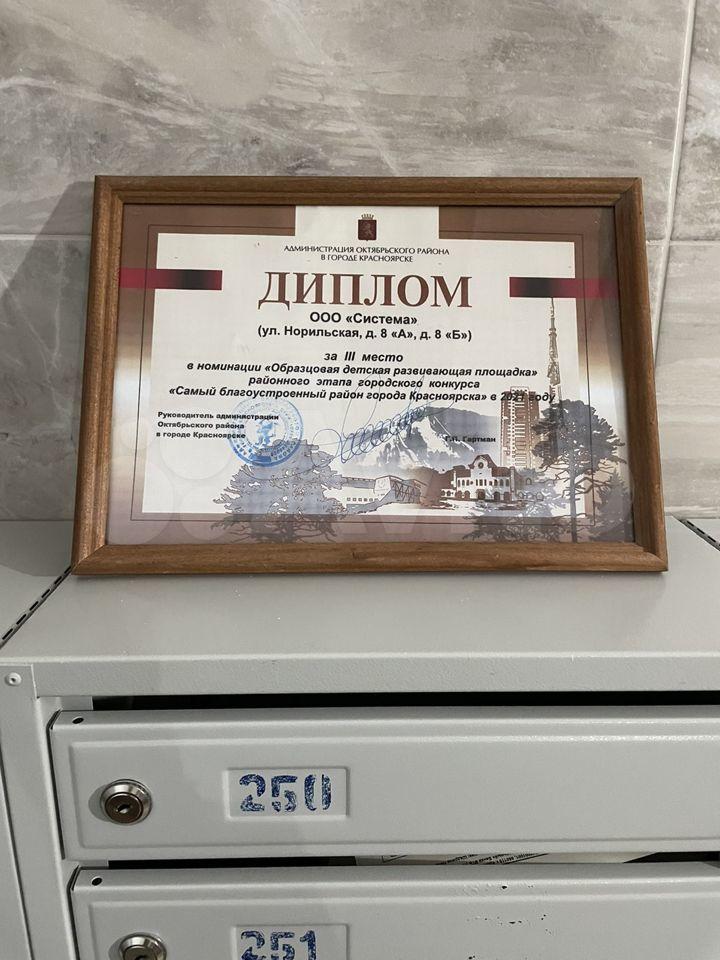 АДМИНИСТРАЦИЯ ОКТЯБРЬСКОГО РАЙОНА
В ГОРОДЕ КРАСНОЯРСКЕ
ДИПЛОМ
ООО «Система»
(ул. Норильская, д. 8 «А», д. 8 «Б»)
за III место
в номинации «Образцовая детская развивающая площадка»
районного этапа городского конкурса
«Самый благоустроенный район города Красноярска» в 2021 году
Руководитель администрации
Октябрьского района
в городе Красноярске
Гартман
250
251